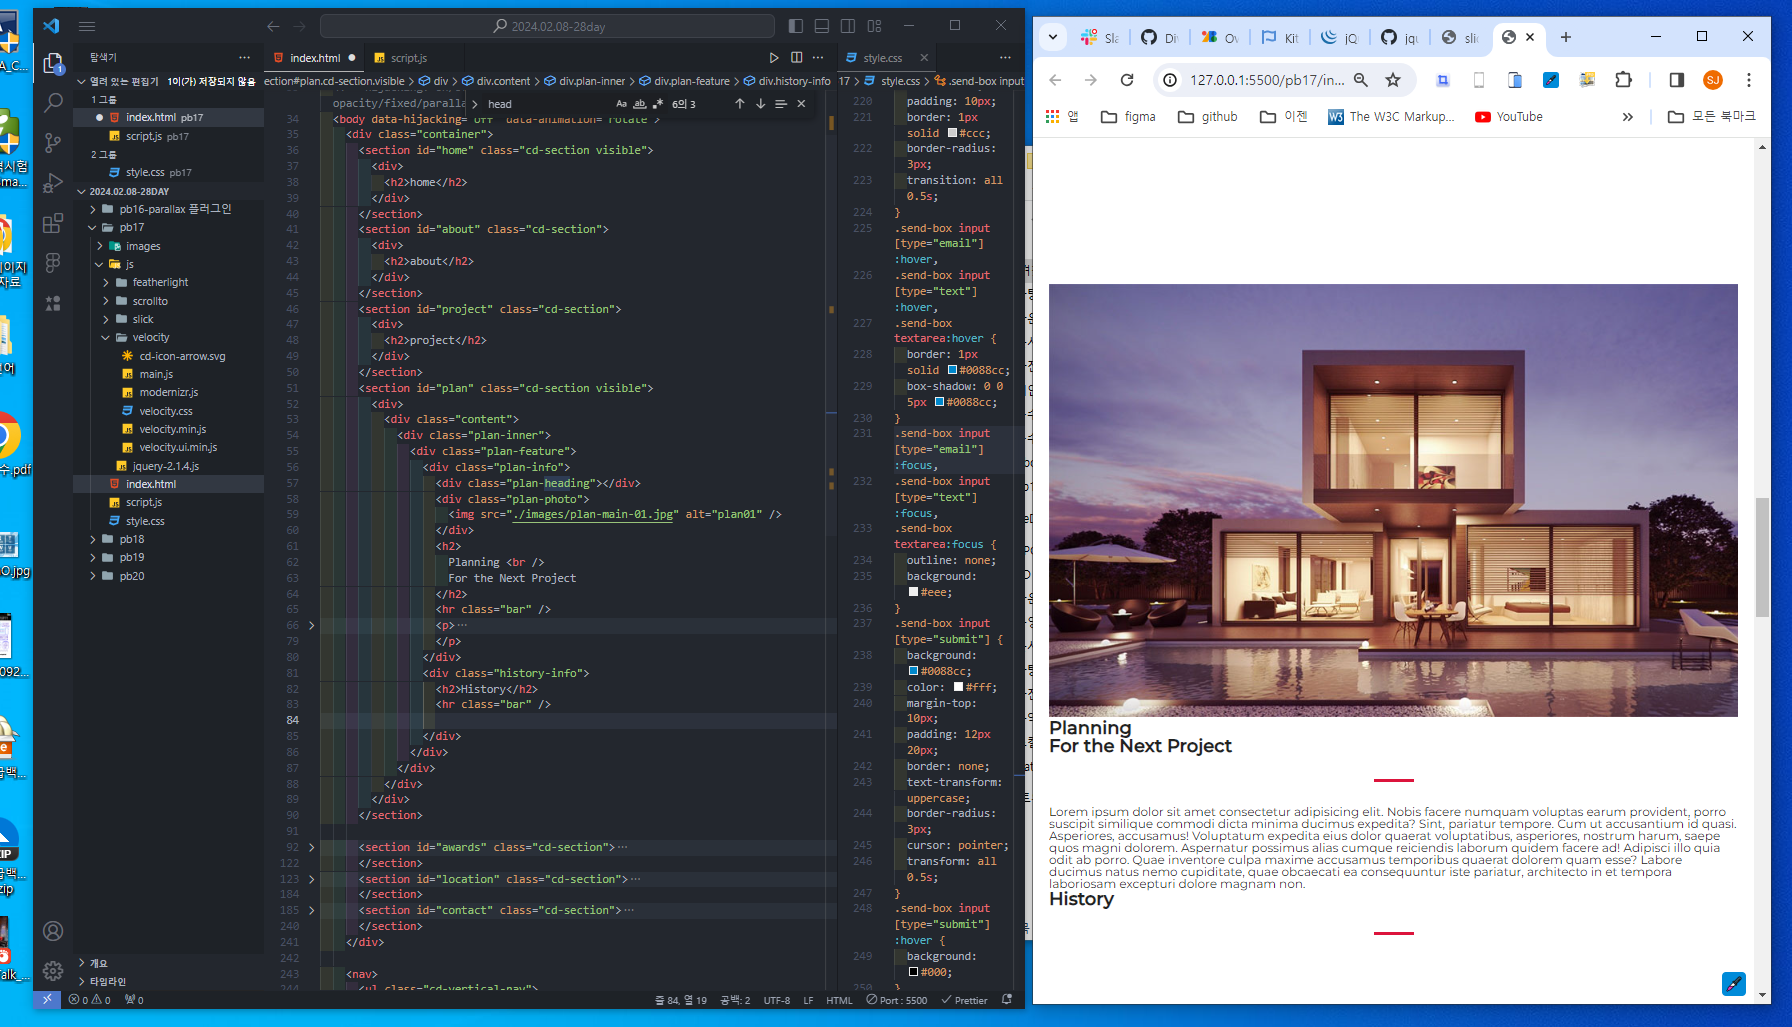 2024.02.08-28day
탐색기
index.html
script.js
style.css
열려 있는 편집기 1이(가) 저장되지 않음
1 그룹
index.html pb17
script.js pb17
2 그룹
style.css pb17
2024.02.08-28DAY
pb16-parallax 플러그인
pb17
images
js
featherlight
scrollto
slick
velocity
cd-icon-arrow.svg
main.js
modernizr.js
velocity.css
velocity.min.js
velocity.ui.min.js
jquery-2.1.4.js
index.html
script.js
style.css
pb18
pb19
pb20
개요
타임라인
ection#plan.cd-section.visible > div > div.content > div.plan-inner > div.plan-feature > div.history-info
head
Aa ab 6의 3
opacity/fixed/paralla
34 <body data-hijacking="off" data-animation="rotate">
35 <div class="container">
36 <section id="home" class="cd-section visible">
37 <div>
38 <h2>home</h2>
39 </div>
40 </section>
41 <section id="about" class="cd-section">
42 <div>
43 <h2>about</h2>
44 </div>
45 </section>
46 <section id="project" class="cd-section">
47 <div>
48 <h2>project</h2>
49 </div>
50 </section>
51 <section id="plan" class="cd-section visible">
52 <div>
53 <div class="content">
54 <div class="plan-inner">
55 <div class="plan-feature">
56 <div class="plan-info">
57 <div class="plan-heading"></div>
58 <div class="plan-photo">
59 <img src="./images/plan-main-01.jpg" alt="plan01" />
60 </div>
61 <h2>
62 Planning <br />
63 For the Next Project
64 </h2>
65 <hr class="bar" />
66 <p>…
79 </p>
80 </div>
81 <div class="history-info">
82 <h2>History</h2>
83 <hr class="bar" />
84
85 </div>
86 </div>
87 </div>
88 </div>
89 </div>
90 </section>
91
92 <section id="awards" class="cd-section">…
122 </section>
123 <section id="location" class="cd-section">…
184 </section>
185 <section id="contact" class="cd-section">…
240 </section>
241 </div>
242
243 <nav>
244 <ul class="cd-vertical-nav">
17 > style.css > .send-box input
220 padding: 10px;
221 border: 1px
solid #ccc;
222 border-radius:
3px;
223 transition: all
0.5s;
224 }
225 .send-box input
[type="email"]
:hover,
226 .send-box input
[type="text"]
:hover,
227 .send-box
textarea:hover {
228 border: 1px
solid #0088cc;
229 box-shadow: 0 0
5px #0088cc;
230 }
231 .send-box input
[type="email"]
:focus,
232 .send-box input
[type="text"]
:focus,
233 .send-box
textarea:focus {
234 outline: none;
235 background:
#eee;
236 }
237 .send-box input
[type="submit"] {
238 background:
#0088cc;
239 color: #fff;
240 margin-top:
10px;
241 padding: 12px
20px;
242 border: none;
243 text-transform:
uppercase;
244 border-radius:
3px;
245 cursor: pointer;
246 transform: all
0.5s;
247 }
248 .send-box input
[type="submit"]
:hover {
249 background:
#000;
250 }
0 0 0
줄 84, 열 19 공백: 2 UTF-8 LF HTML Port : 5500 Prettier
127.0.0.1:5500/pb17/in...
SJ
앱 figma github 이젠 The W3C Markup... YouTube » 모든 북마크
Planning
For the Next Project
Lorem ipsum dolor sit amet consectetur adipisicing elit. Nobis facere numquam voluptas earum provident, porro
suscipit similique commodi dicta minima ducimus expedita? Sint, pariatur tempore. Cum ut accusantium id quasi.
Asperiores, accusamus! Voluptatum expedita eius dolor quaerat voluptatibus, asperiores, nostrum harum, saepe
quos magni dolorem. Aspernatur possimus alias cumque reiciendis laborum quidem facere ad! Adipisci illo quia
odit ab porro. Quae inventore culpa maxime accusamus temporibus quaerat dolorem quam esse? Labore
ducimus natus nemo cupiditate, quae obcaecati ea consequuntur iste pariatur, architecto in et tempora
laboriosam excepturi dolore magnam non.
History